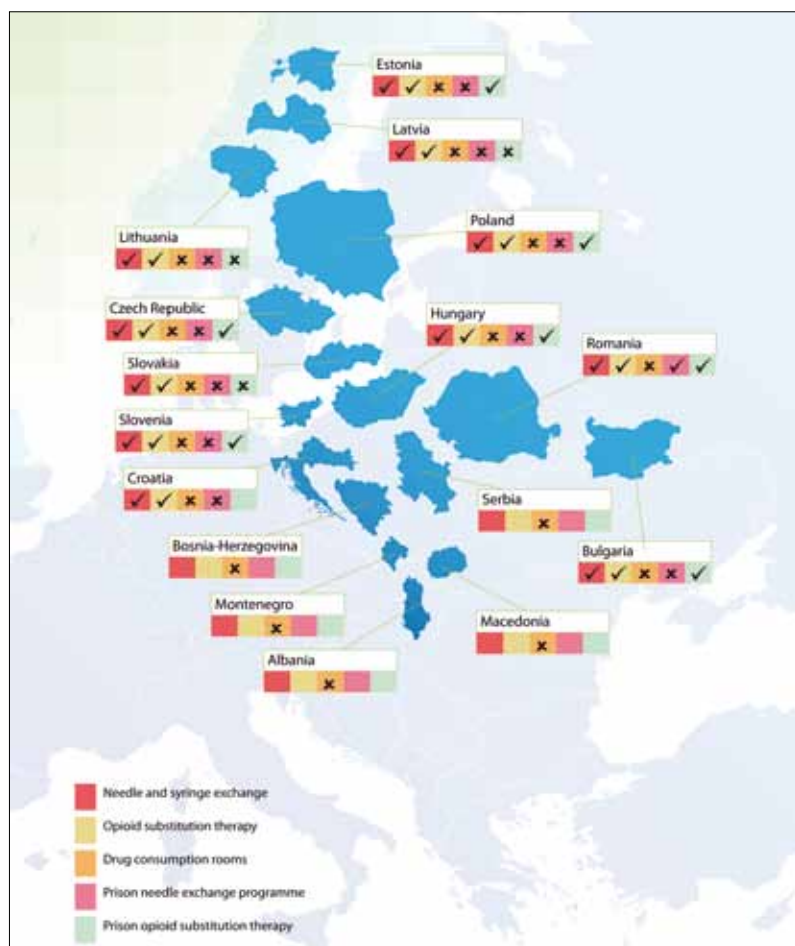 Estonia
✓ ✓ ✗ ✗ ✓
Latvia
✓ ✓ ✗ ✗ ✗
Lithuania
✓ ✓ ✗ ✗ ✗
Poland
✓ ✓ ✗ ✗ ✓
Czech Republic
✓ ✓ ✗ ✗ ✓
Hungary
✓ ✓ ✗ ✗ ✓
Slovakia
✓ ✓ ✗ ✗ ✗
Romania
✓ ✓ ✗ ✓ ✓
Slovenia
✓ ✓ ✗ ✗ ✓
Croatia
✓ ✓ ✗ ✗
Serbia
✗
Bosnia-Herzegovina
✗
Bulgaria
✓ ✓ ✗ ✗ ✓
Montenegro
✗
Macedonia
✗
Albania
✗
Needle and syringe exchange
Opioid substitution therapy
Drug consumption rooms
Prison needle exchange programme
Prison opioid substitution therapy